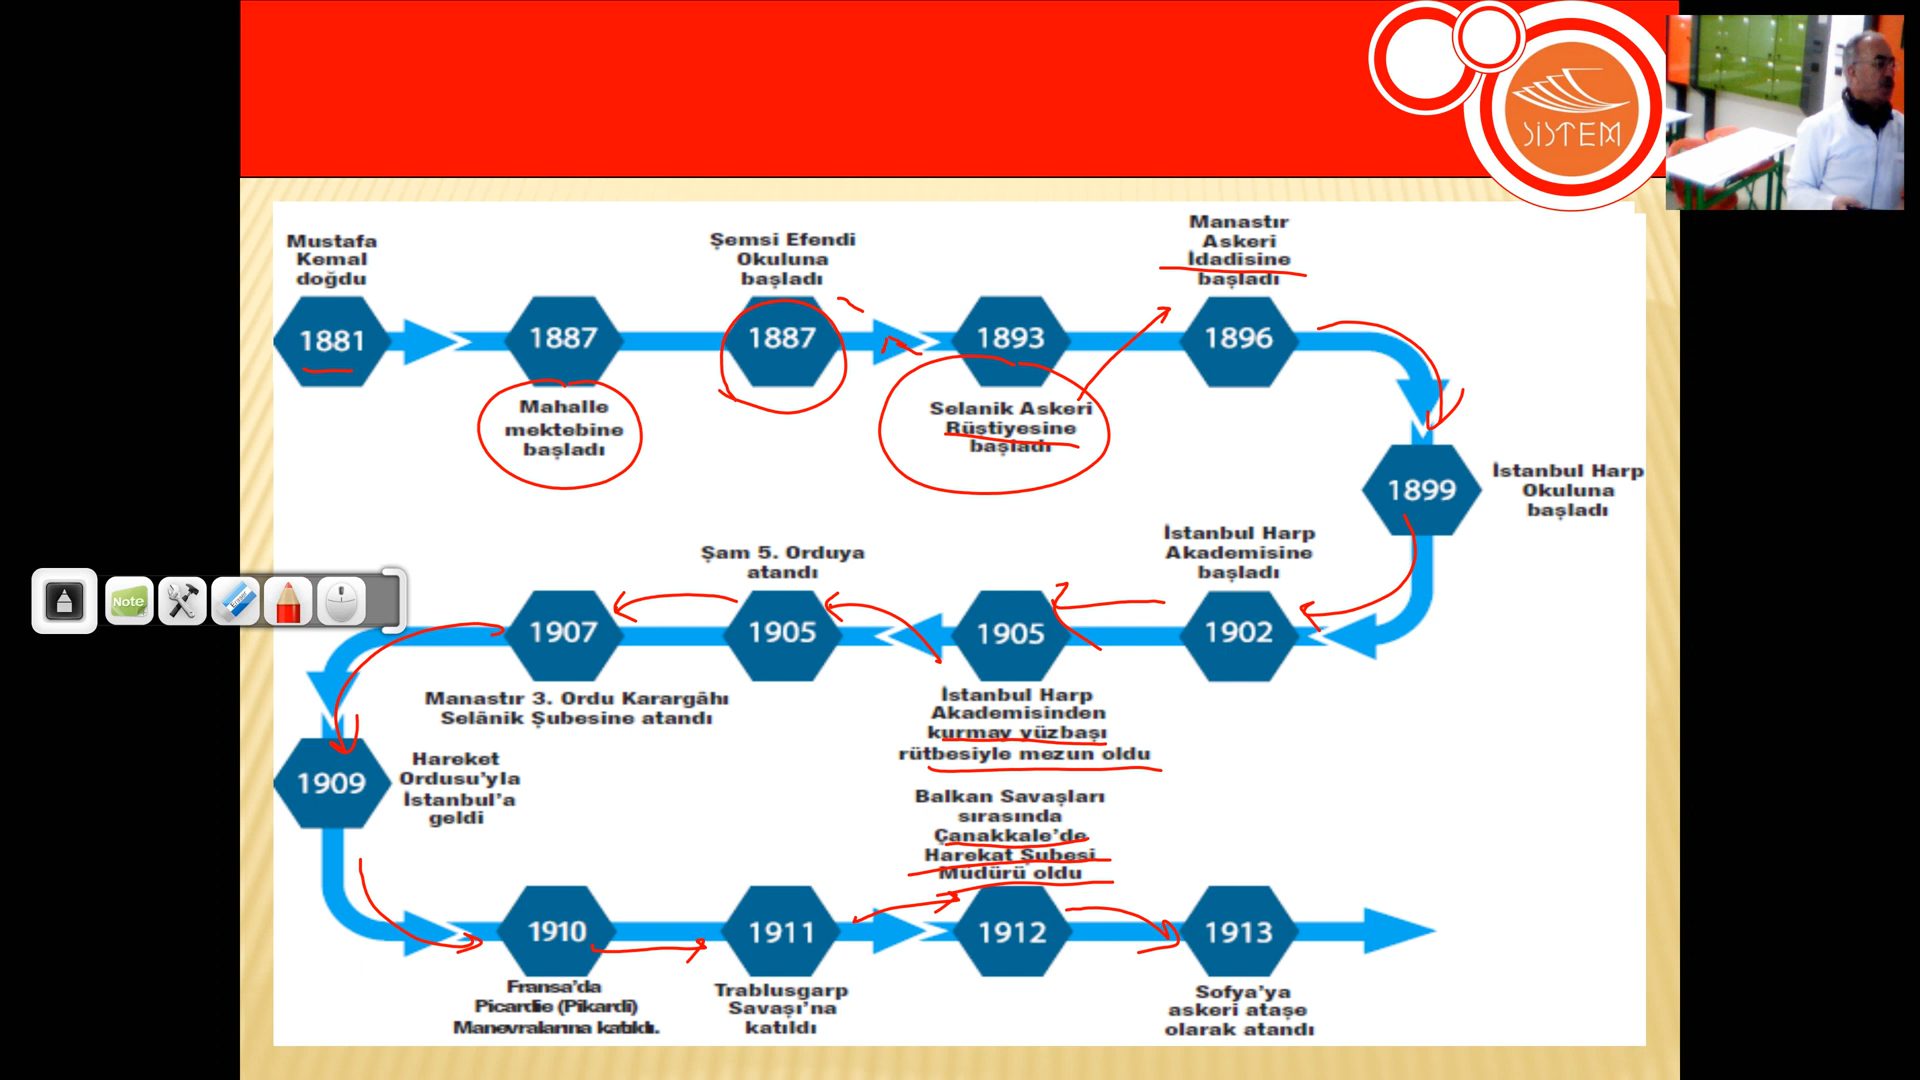 SİSTEM
Mustafa
Kemal
doğdu
1881
1887
Mahalle
mektebine
başladı
Şemsi Efendi
Okuluna
başladı
1887
1893
Selanik Askeri
Rüştiyesine
başladı
Manastır
Askeri
İdadisine
başladı
1896
1899
İstanbul Harp
Okuluna
başladı
İstanbul Harp
Akademisine
başladı
1902
1905
İstanbul Harp
Akademisinden
kurmay yüzbaşı
rütbesiyle mezun oldu
Şam 5. Orduya
atandı
1905
1907
Manastır 3. Ordu Karargâhı
Selânik Şubesine atandı
Note
Eraser
1909
Hareket
Ordusu’yla
İstanbul’a
geldi
1910
Fransa’da
Picardie (Pikardi)
Manevralarına katıldı.
1911
Trablusgarp
Savaşı’na
katıldı
Balkan Savaşları
sırasında
Çanakkale’de
Harekat Şubesi
Müdürü oldu
1912
1913
Sofya’ya
askeri ataşe
olarak atandı